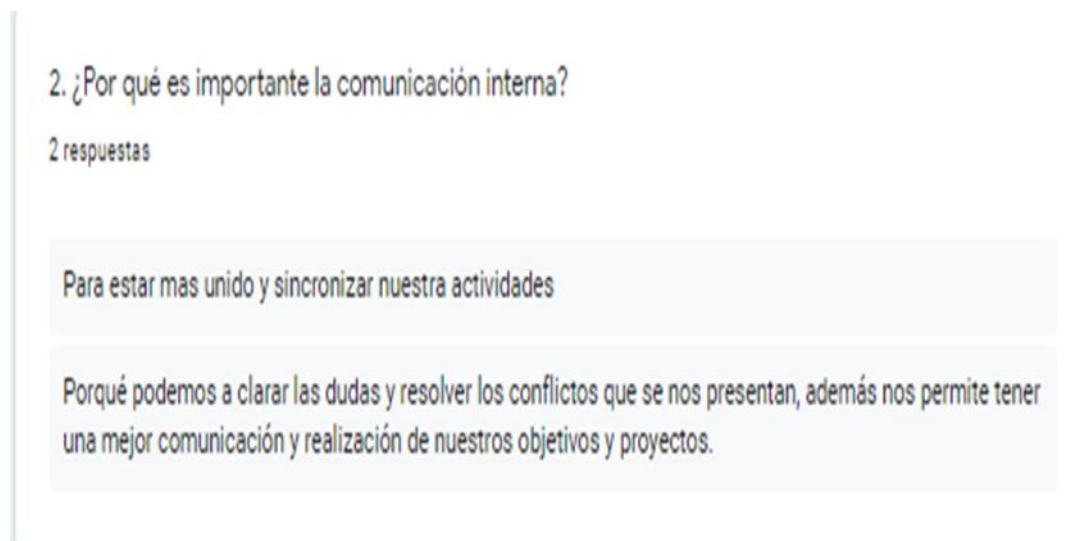 2. ¿Por qué es importante la comunicación interna?
2 respuestas
Para estar mas unido y sincronizar nuestra actividades
Porqué podemos a clarar las dudas y resolver los conflictos que se nos presentan, además nos permite tener
una mejor comunicación y realización de nuestros objetivos y proyectos.